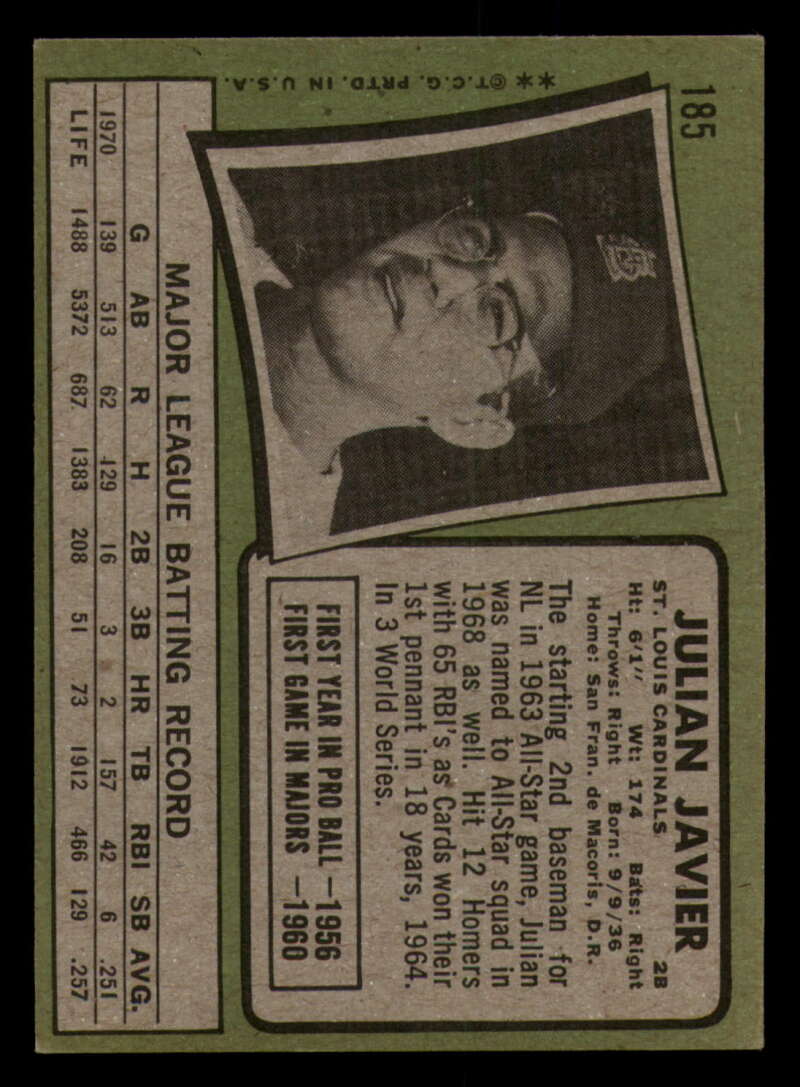 185
**©T.C.G. PRTD. IN U.S.A.
JULIAN JAVIER
ST. LOUIS CARDINALS 2B
Ht: 6'1" Wt: 174 Bats: Right
Throws: Right Born: 9/9/36
Home: San Fran. de Macoris, D.R.
The starting 2nd baseman for
NL in 1963 All-Star game, Julian
was named to All-Star squad in
1968 as well. Hit 12 Homers
with 65 RBI's as Cards won their
1st pennant in 18 years, 1964.
In 3 World Series.
FIRST YEAR IN PRO BALL—1956
FIRST GAME IN MAJORS —1960
MAJOR LEAGUE BATTING RECORD
G AB R H 2B 3B HR TB RBI SB AVG.
1970 139 513 62 129 16 3 2 157 42 6 .251
LIFE 1488 5372 687 1383 208 51 73 1912 466 129 .257